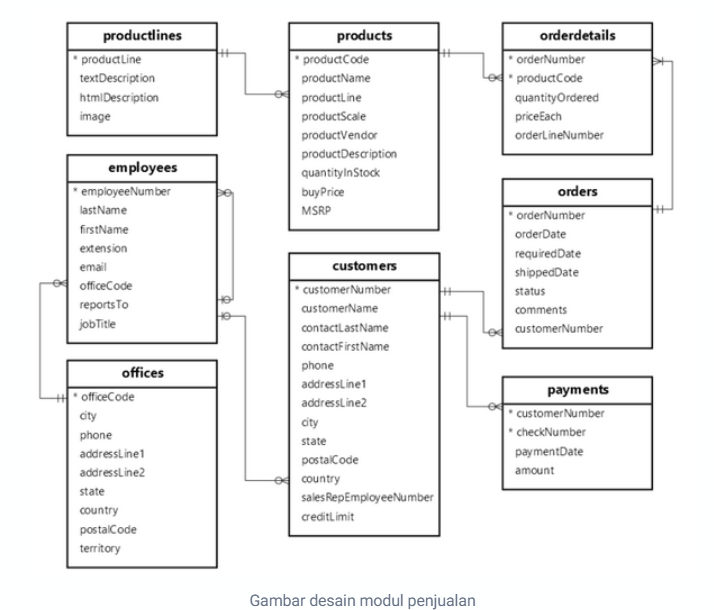 productlines
* productLine
textDescription
htmlDescription
image
products
* productCode
productName
productLine
productScale
productVendor
productDescription
quantityInStock
buyPrice
MSRP
orderdetails
* orderNumber
* productCode
quantityOrdered
priceEach
orderLineNumber
employees
* employeeNumber
lastName
firstName
extension
email
officeCode
reportsTo
jobTitle
customers
* customerNumber
customerName
contactLastName
contactFirstName
phone
addressLine1
addressLine2
city
state
postalCode
country
salesRepEmployeeNumber
creditLimit
orders
* orderNumber
orderDate
requiredDate
shippedDate
status
comments
customerNumber
offices
* officeCode
city
phone
addressLine1
addressLine2
state
country
postalCode
territory
payments
* customerNumber
* checkNumber
paymentDate
amount
Gambar desain modul penjualan